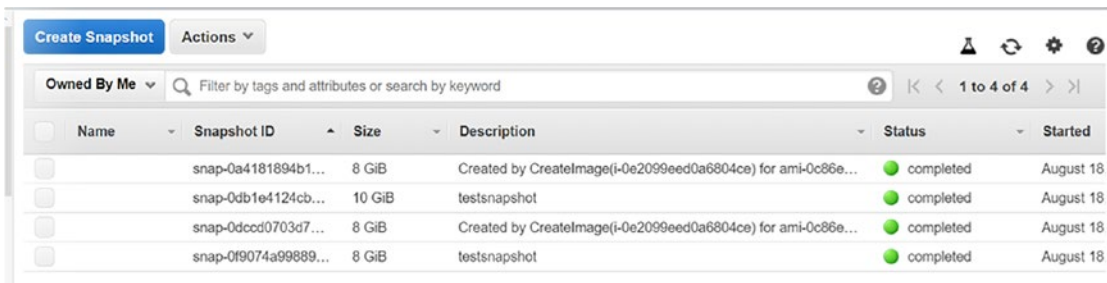 Create Snapshot Actions
Owned By Me Filter by tags and attributes or search by keyword 1 to 4 of 4
Name Snapshot ID Size Description Status Started
snap-0a4181894b1... 8 GiB Created by CreateImage(i-0e2099eed0a6804ce) for ami-0c86e... completed August 18
snap-0db1e4124cb... 10 GiB testsnapshot completed August 18
snap-0dccd0703d7... 8 GiB Created by CreateImage(i-0e2099eed0a6804ce) for ami-0c86e... completed August 18
snap-0f9074a99889... 8 GiB testsnapshot completed August 18